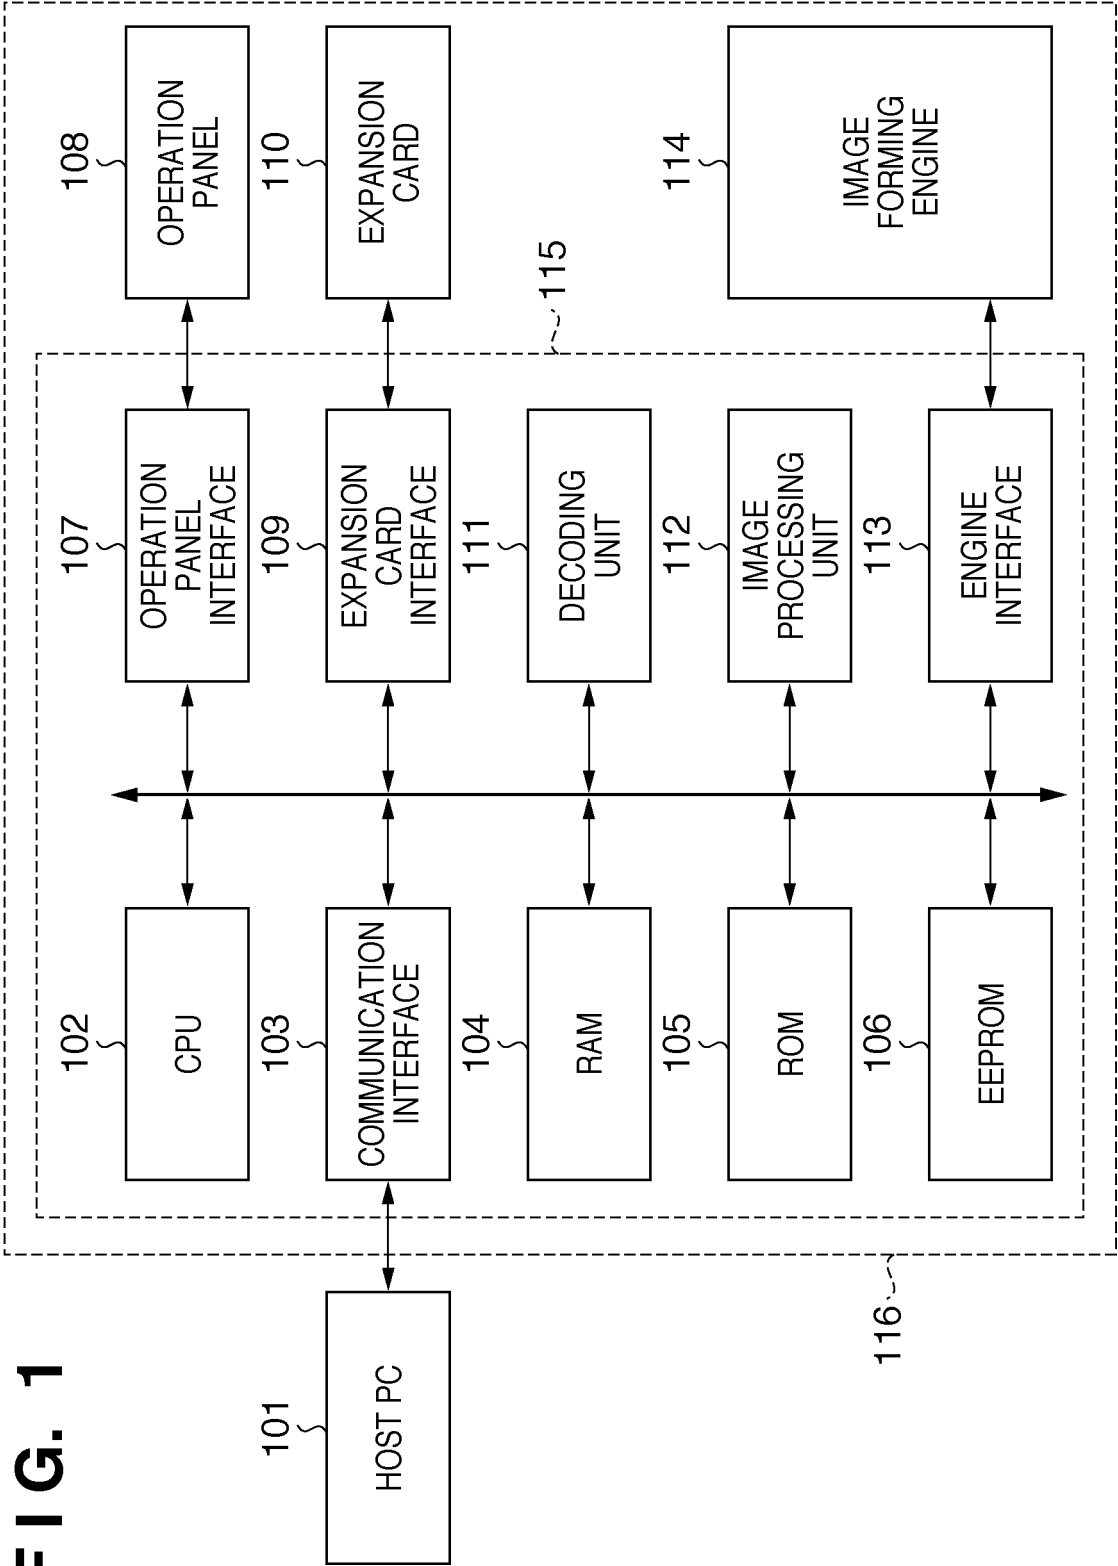 FIG. 1
101
HOST PC
102
CPU
103
COMMUNICATION
INTERFACE
104
RAM
105
ROM
106
EEPROM
107
OPERATION
PANEL
INTERFACE
109
EXPANSION
CARD
INTERFACE
111
DECODING
UNIT
112
IMAGE
PROCESSING
UNIT
113
ENGINE
INTERFACE
108
OPERATION
PANEL
110
EXPANSION
CARD
114
IMAGE
FORMING
ENGINE
115
116